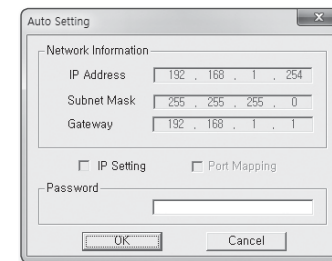 Auto Setting
Network Information
IP Address 192 . 168 . 1 . 254
Subnet Mask 255 . 255 . 255 . 0
Gateway 192 . 168 . 1 . 1
IP Setting Port Mapping
Password
OK Cancel